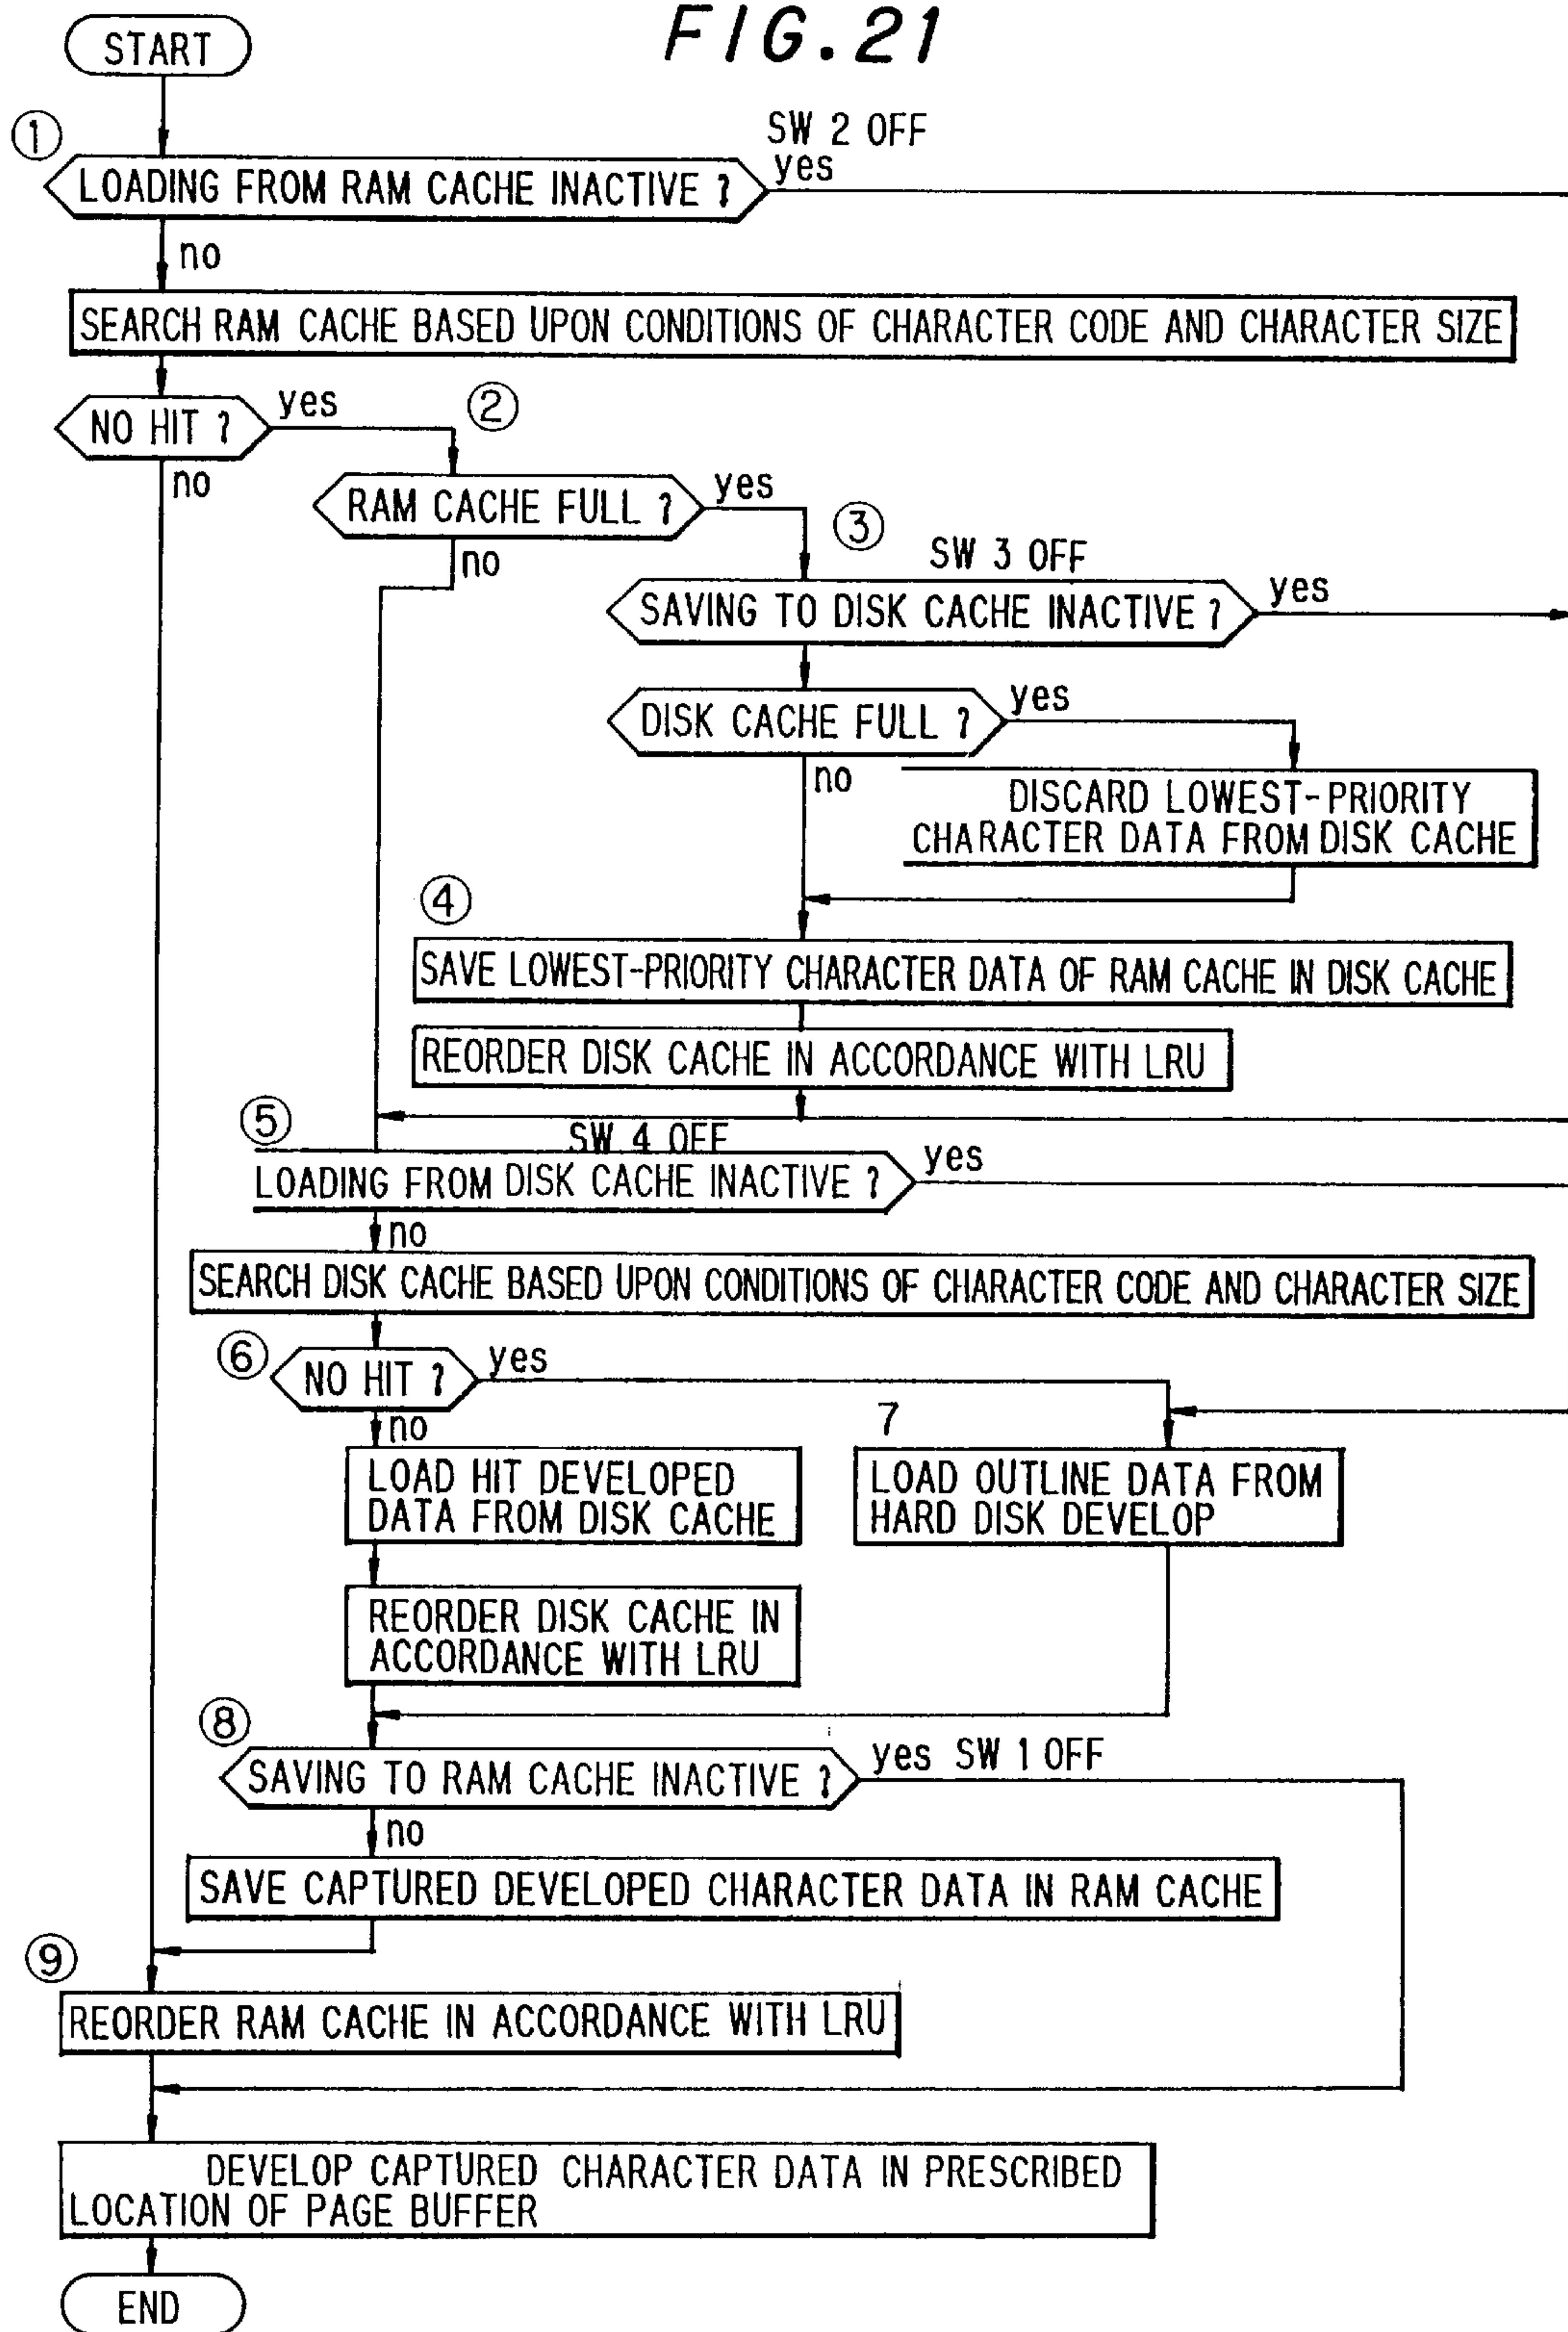 FIG.21
START
①
SW 2 OFF
LOADING FROM RAM CACHE INACTIVE ?
yes
no
SEARCH RAM CACHE BASED UPON CONDITIONS OF CHARACTER CODE AND CHARACTER SIZE
NO HIT ?
yes
②
no
RAM CACHE FULL ?
yes
③
no
SW 3 OFF
SAVING TO DISK CACHE INACTIVE ?
yes
DISK CACHE FULL ?
yes
no
DISCARD LOWEST-PRIORITY
CHARACTER DATA FROM DISK CACHE
④
SAVE LOWEST-PRIORITY CHARACTER DATA OF RAM CACHE IN DISK CACHE
REORDER DISK CACHE IN ACCORDANCE WITH LRU
⑤
SW 4 OFF
LOADING FROM DISK CACHE INACTIVE ?
yes
no
SEARCH DISK CACHE BASED UPON CONDITIONS OF CHARACTER CODE AND CHARACTER SIZE
⑥
NO HIT ?
yes
no
7
LOAD HIT DEVELOPED
DATA FROM DISK CACHE
LOAD OUTLINE DATA FROM
HARD DISK DEVELOP
REORDER DISK CACHE IN
ACCORDANCE WITH LRU
⑧
SAVING TO RAM CACHE INACTIVE ?
yes SW 1 OFF
no
SAVE CAPTURED DEVELOPED CHARACTER DATA IN RAM CACHE
⑨
REORDER RAM CACHE IN ACCORDANCE WITH LRU
DEVELOP CAPTURED CHARACTER DATA IN PRESCRIBED
LOCATION OF PAGE BUFFER
END